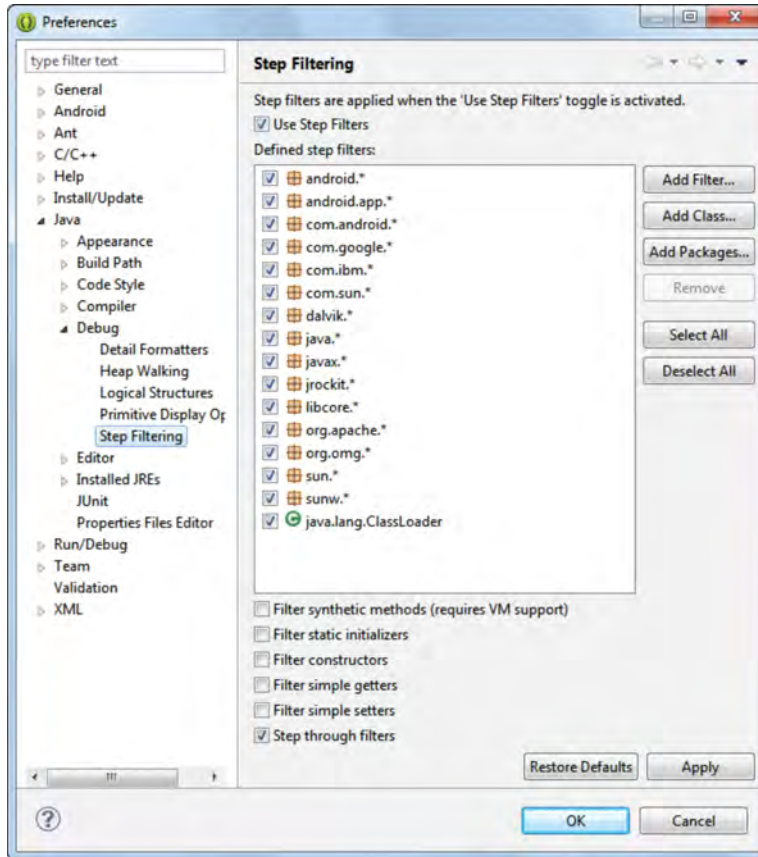 Preferences
type filter text
General
Android
Ant
C/C++
Help
Install/Update
Java
Appearance
Build Path
Code Style
Compiler
Debug
Detail Formatters
Heap Walking
Logical Structures
Primitive Display Op
Step Filtering
Editor
Installed JREs
JUnit
Properties Files Editor
Run/Debug
Team
Validation
XML
Step Filtering
Step filters are applied when the 'Use Step Filters' toggle is activated.
Use Step Filters
Defined step filters:
android.*
android.app.*
com.android.*
com.google.*
com.ibm.*
com.sun.*
dalvik.*
java.*
javax.*
jrockit.*
libcore.*
org.apache.*
org.omg.*
sun.*
sunw.*
java.lang.ClassLoader
Add Filter...
Add Class...
Add Packages...
Remove
Select All
Deselect All
Filter synthetic methods (requires VM support)
Filter static initializers
Filter constructors
Filter simple getters
Filter simple setters
Step through filters
Restore Defaults
Apply
OK
Cancel